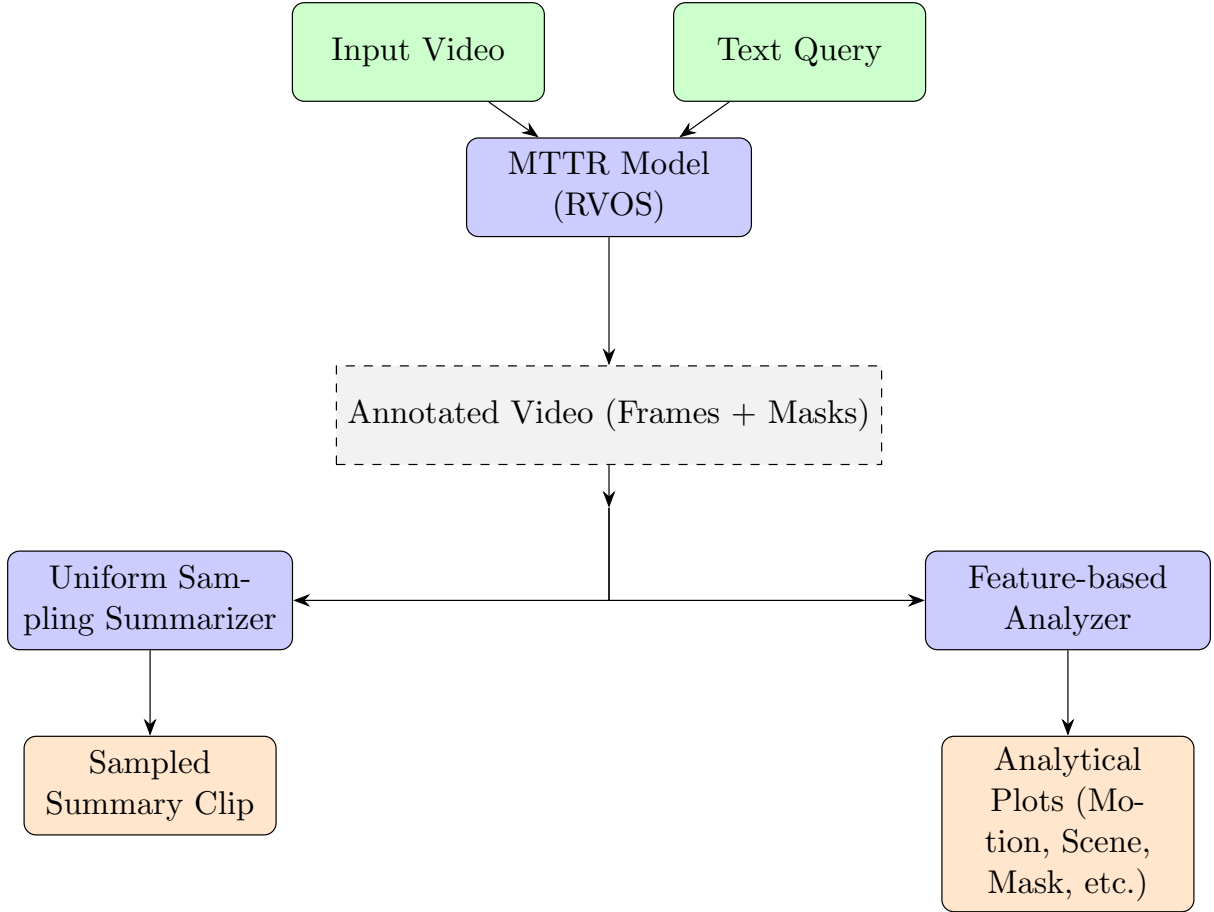 Input Video
Text Query
MTTR Model
(RVOS)
Annotated Video (Frames + Masks)
Uniform Sam-
pling Summarizer
Feature-based
Analyzer
Sampled
Summary Clip
Analytical
Plots (Mo-
tion, Scene,
Mask, etc.)